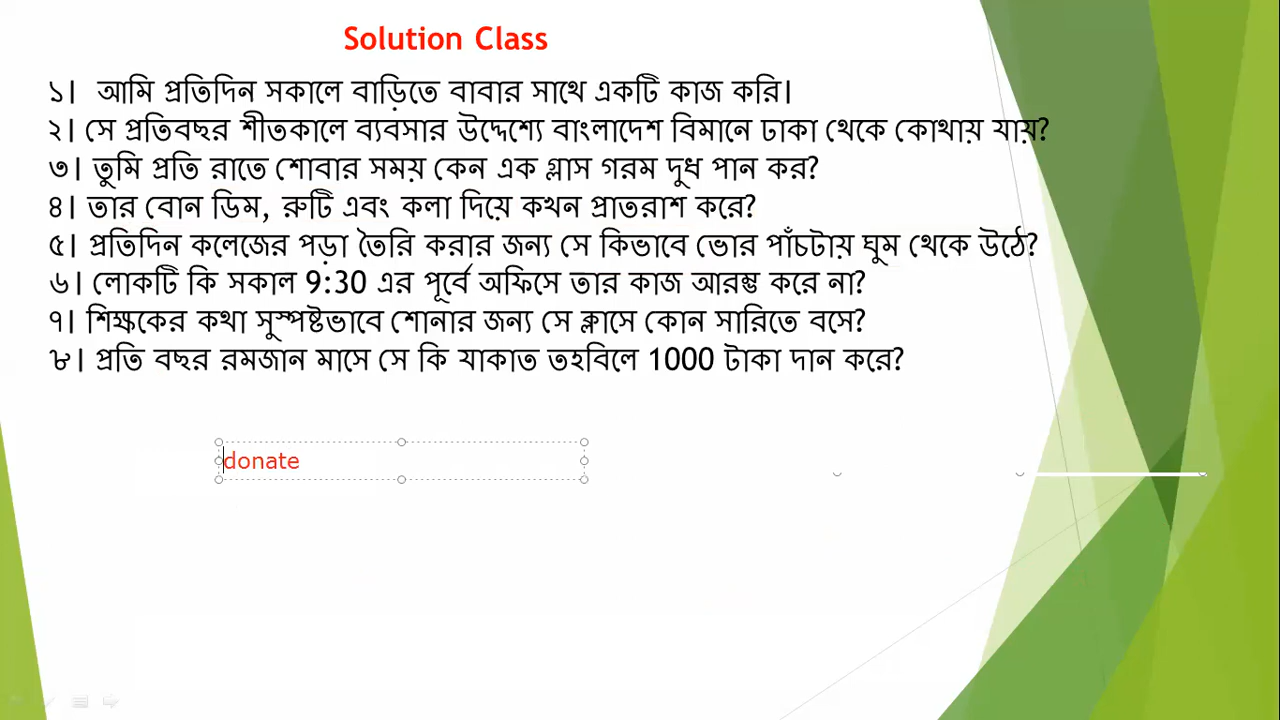 Solution Class
১। আমি প্রতিদিন সকালে বাড়িতে বাবার সাথে একটি কাজ করি।
২। সে প্রতিবছর শীতকালে ব্যবসার উদ্দেশ্যে বাংলাদেশ বিমানে ঢাকা থেকে কোথায় যায়?
৩। তুমি প্রতি রাতে শোবার সময় কেন এক গ্লাস গরম দুধ পান কর?
৪। তার বোন ডিম, রুটি এবং কলা দিয়ে কখন প্রাতরাশ করে?
৫। প্রতিদিন কলেজের পড়া তৈরি করার জন্য সে কিভাবে ভোর পাঁচটায় ঘুম থেকে উঠে?
৬। লোকটি কি সকাল 9:30 এর পূর্বে অফিসে তার কাজ আরম্ভ করে না?
৭। শিক্ষকের কথা সুস্পষ্টভাবে শোনার জন্য সে ক্লাসে কোন সারিতে বসে?
৮। প্রতি বছর রমজান মাসে সে কি যাকাত তহবিলে 1000 টাকা দান করে?
donate